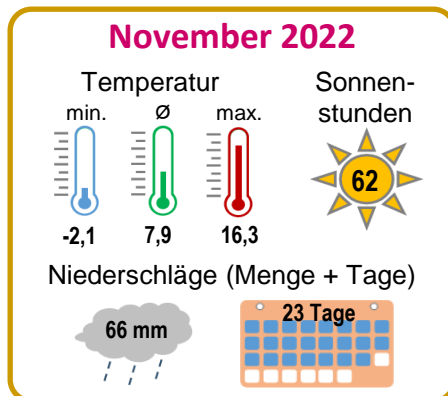 November 2022
Temperatur
min. Ø max.
-2,1 7,9 16,3
Sonnen-
stunden
62
Niederschläge (Menge + Tage)
66 mm
23 Tage